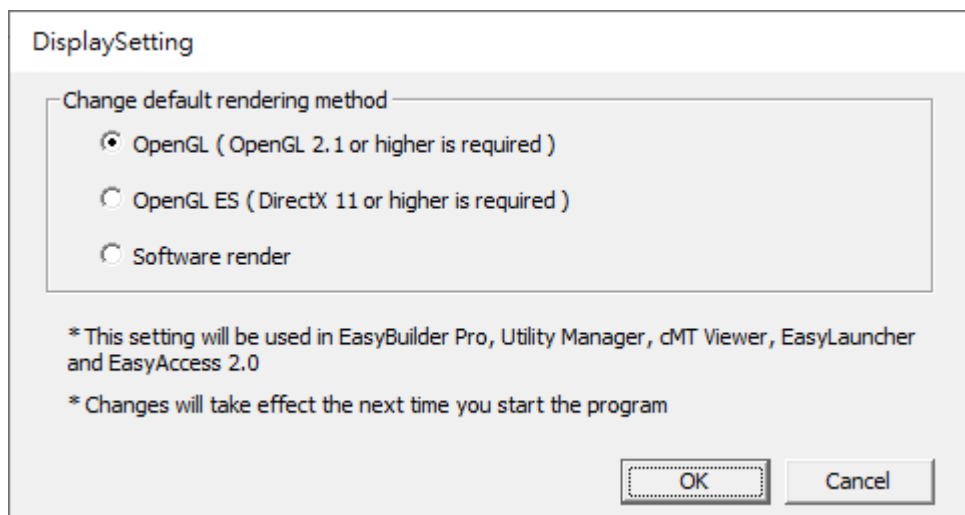 DisplaySetting
Change default rendering method
OpenGL ( OpenGL 2.1 or higher is required )
OpenGL ES ( DirectX 11 or higher is required )
Software render
* This setting will be used in EasyBuilder Pro, Utility Manager, cMT Viewer, EasyLauncher
and EasyAccess 2.0
* Changes will take effect the next time you start the program
OK Cancel